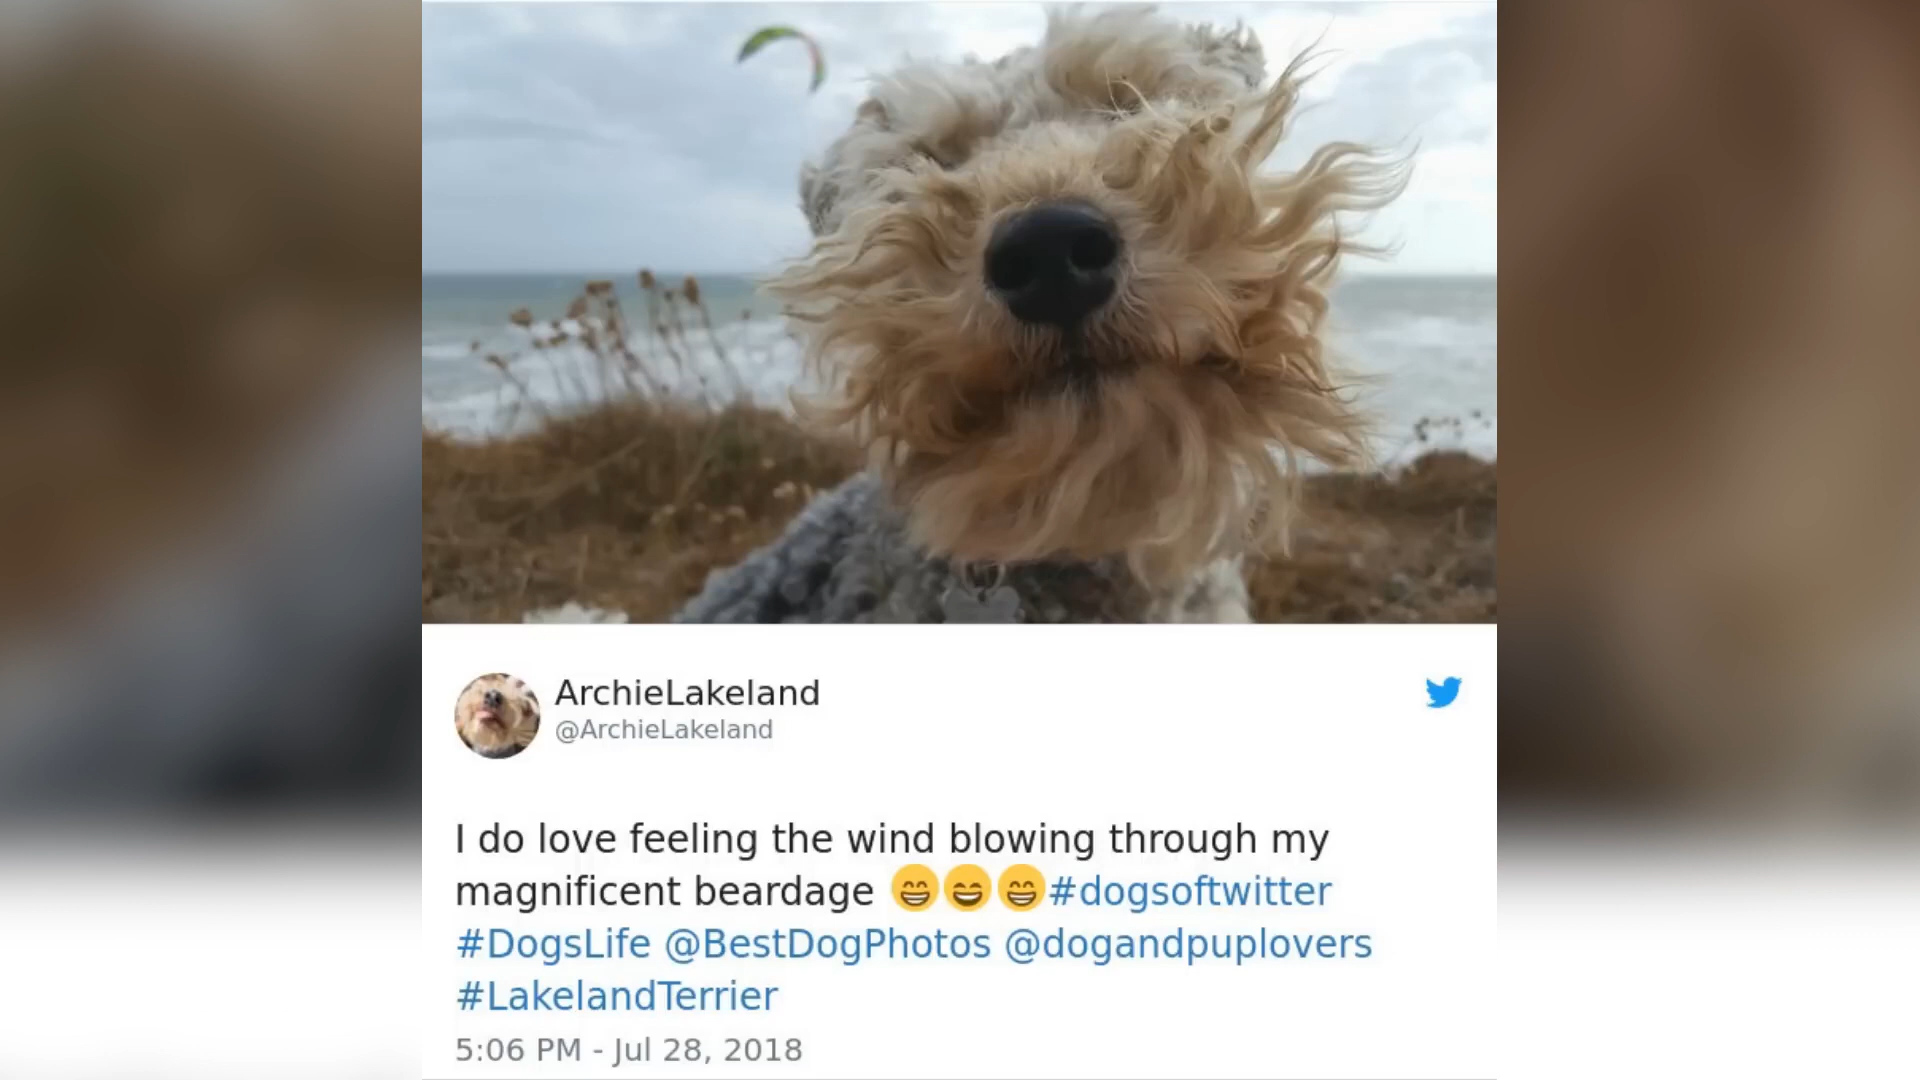 ArchieLakeland
@ArchieLakeland
I do love feeling the wind blowing through my
magnificent beardage 😁😄😁#dogsoftwitter
#DogsLife @BestDogPhotos @dogandpuplovers
#LakelandTerrier
5:06 PM - Jul 28, 2018